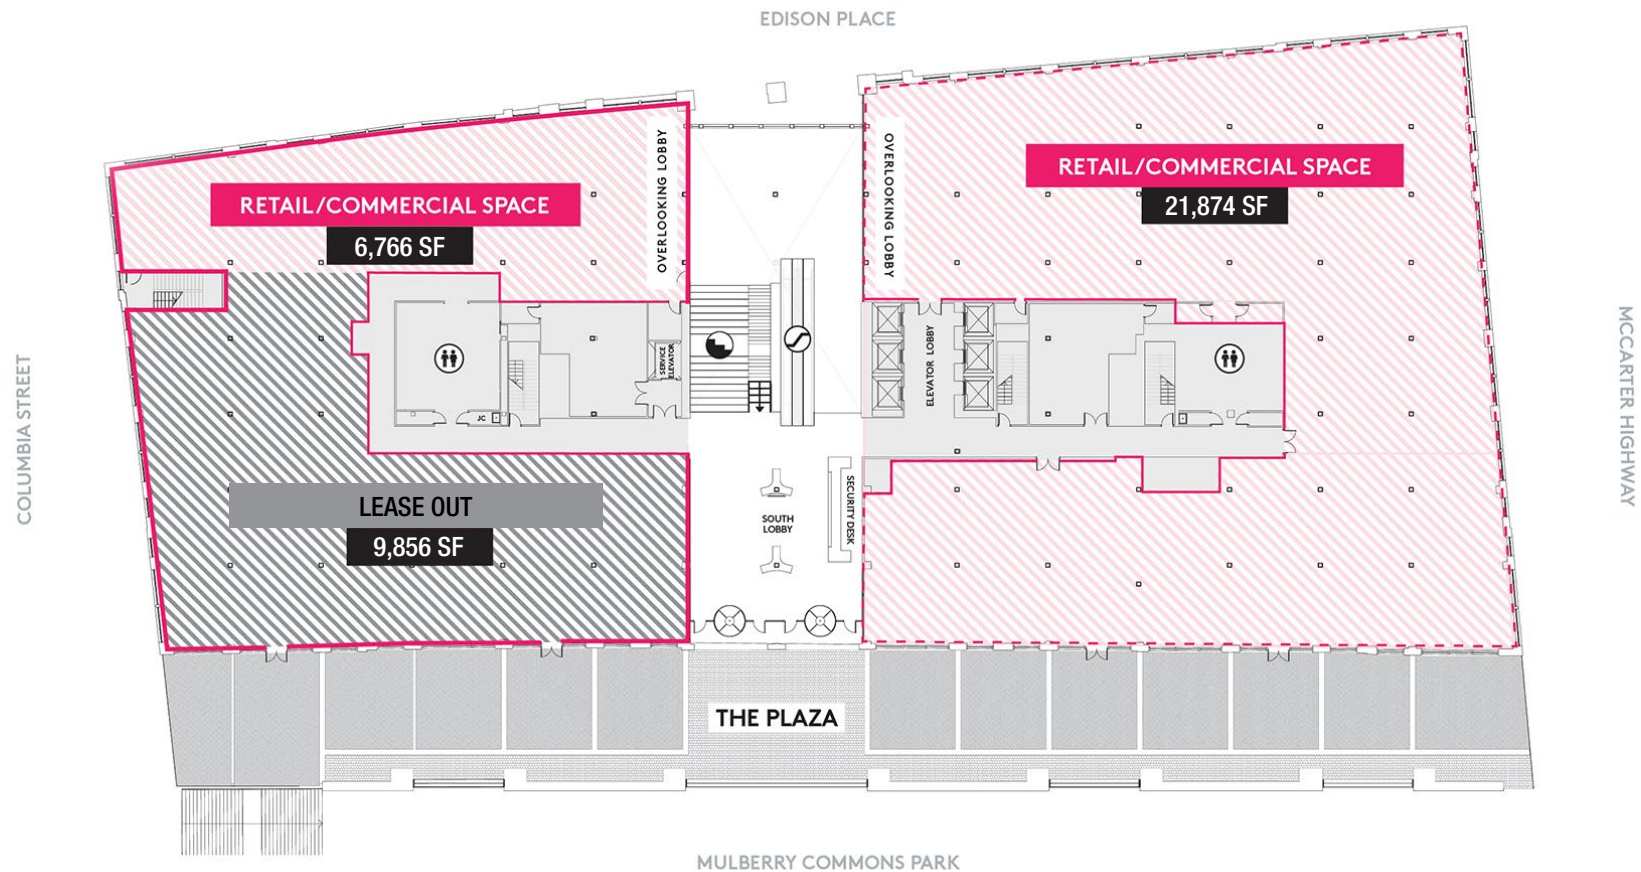 EDISON PLACE
RETAIL/COMMERCIAL SPACE
6,766 SF
OVERLOOKING LOBBY
OVERLOOKING LOBBY
RETAIL/COMMERCIAL SPACE
21,874 SF
COLUMBIA STREET
MCCARTER HIGHWAY
SERVICE
ELEVATOR
ELEVATOR LOBBY
JC
LEASE OUT
9,856 SF
SOUTH
LOBBY
SECURITY DESK
THE PLAZA
MULBERRY COMMONS PARK